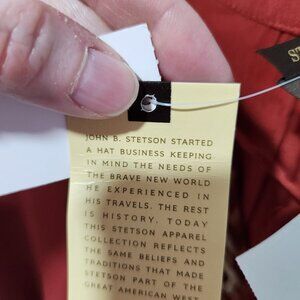 JOHN B. STETSON STARTED
A HAT BUSINESS KEEPING
IN MIND THE NEEDS OF
THE BRAVE NEW WORLD
HE EXPERIENCED IN
HIS TRAVELS. THE REST
IS HISTORY. TODAY
THIS STETSON APPAREL
COLLECTION REFLECTS
THE SAME BELIEFS AND
TRADITIONS THAT MADE
STETSON PART OF THE
GREAT AMERICAN WEST